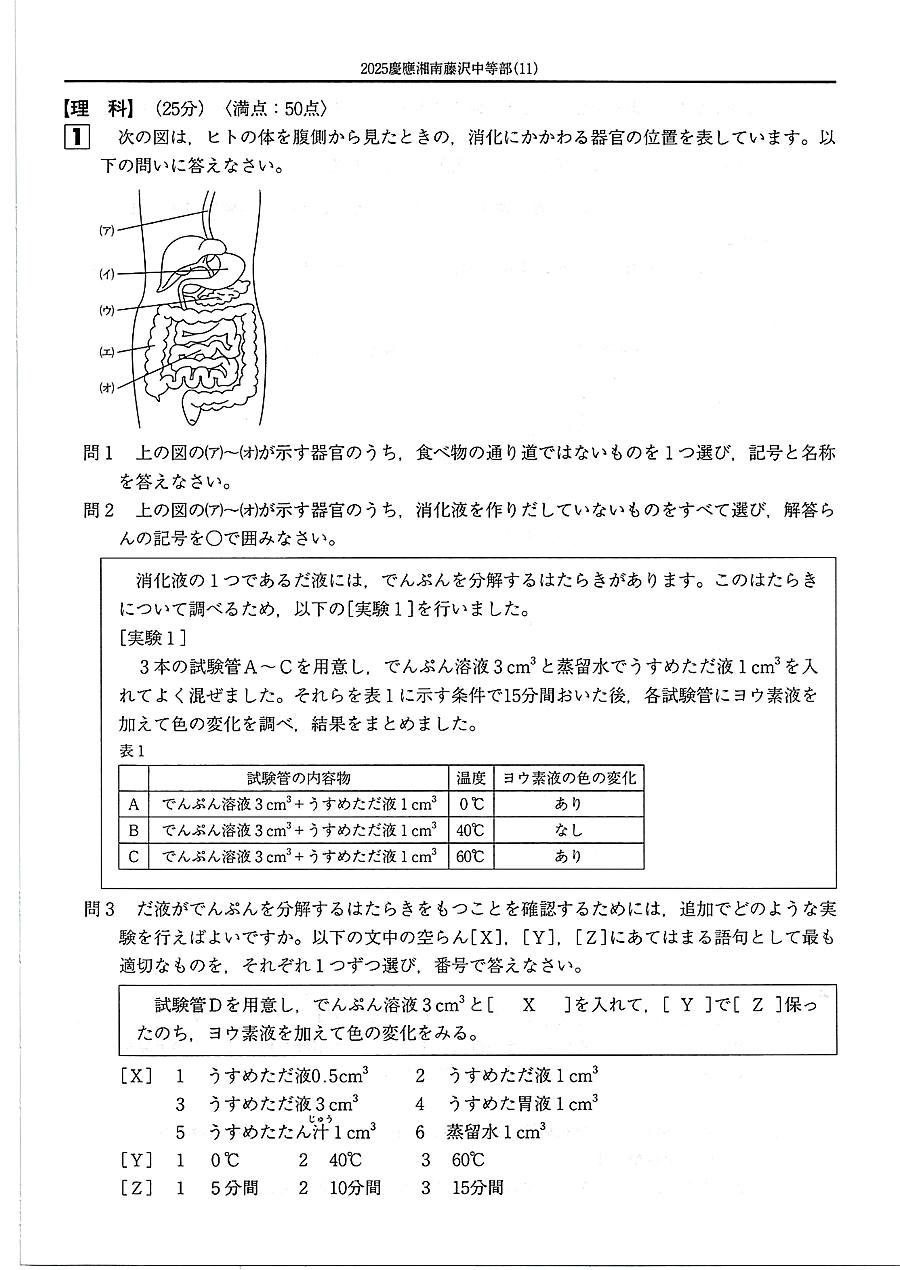 2025慶應湘南藤沢中等部(11)
【理 科】 (25分) 〈満点：50点〉
1 次の図は，ヒトの体を腹側から見たときの，消化にかかわる器官の位置を表しています。以
下の問いに答えなさい。
(ア)
(イ)
(ウ)
(エ)
(オ)
問1 上の図の(ア)～(オ)が示す器官のうち，食べ物の通り道ではないものを1つ選び，記号と名称
を答えなさい。
問2 上の図の(ア)～(オ)が示す器官のうち，消化液を作りだしていないものをすべて選び，解答ら
んの記号を○で囲みなさい。
消化液の1つであるだ液には，でんぷんを分解するはたらきがあります。このはたらき
について調べるため，以下の[実験1]を行いました。
[実験1]
3本の試験管A～Cを用意し，でんぷん溶液3cm³と蒸留水でうすめただ液1cm³を入
れてよく混ぜました。それらを表1に示す条件で15分間おいた後，各試験管にヨウ素液を
加えて色の変化を調べ，結果をまとめました。
表1
試験管の内容物 温度 ヨウ素液の色の変化
A でんぷん溶液3cm³+うすめただ液1cm³ 0℃ あり
B でんぷん溶液3cm³+うすめただ液1cm³ 40℃ なし
C でんぷん溶液3cm³+うすめただ液1cm³ 60℃ あり
問3 だ液がでんぷんを分解するはたらきをもつことを確認するためには，追加でどのような実
験を行えばよいですか。以下の文中の空らん[X]，[Y]，[Z]にあてはまる語句として最も
適切なものを，それぞれ1つずつ選び，番号で答えなさい。
試験管Dを用意し，でんぷん溶液3cm³と[ X ]を入れて，[ Y ]で[ Z ]保っ
たのち，ヨウ素液を加えて色の変化をみる。
[X] 1 うすめただ液0.5cm³ 2 うすめただ液1cm³
3 うすめただ液3cm³ 4 うすめた胆液1cm³
じゅう
5 うすめたたん汁1cm³ 6 蒸留水1cm³
[Y] 1 0℃ 2 40℃ 3 60℃
[Z] 1 5分間 2 10分間 3 15分間